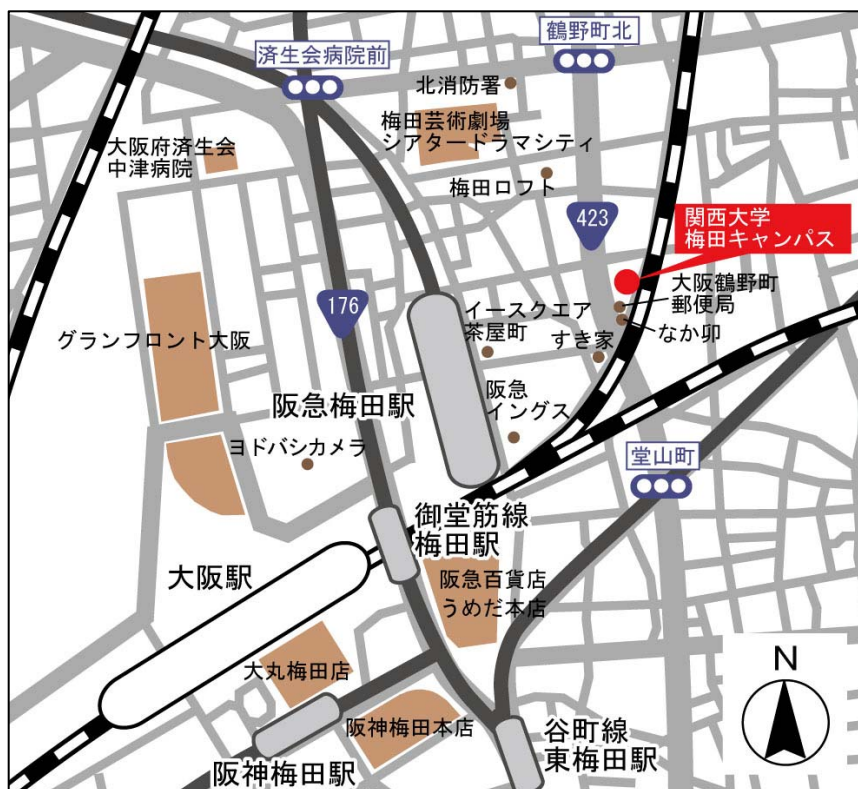 済生会病院前
鶴野町北
北消防署
梅田芸術劇場
シアタードラマシティ
大阪府済生会
中津病院
梅田ロフト
423
関西大学
梅田キャンパス
176
大阪鶴野町
郵便局
イースクエア
茶屋町
なか卯
すき家
グランフロント大阪
阪急梅田駅
阪急
イングス
ヨドバシカメラ
堂山町
御堂筋線
梅田駅
大阪駅
阪急百貨店
うめだ本店
大丸梅田店
N
阪神梅田本店
谷町線
東梅田駅
阪神梅田駅